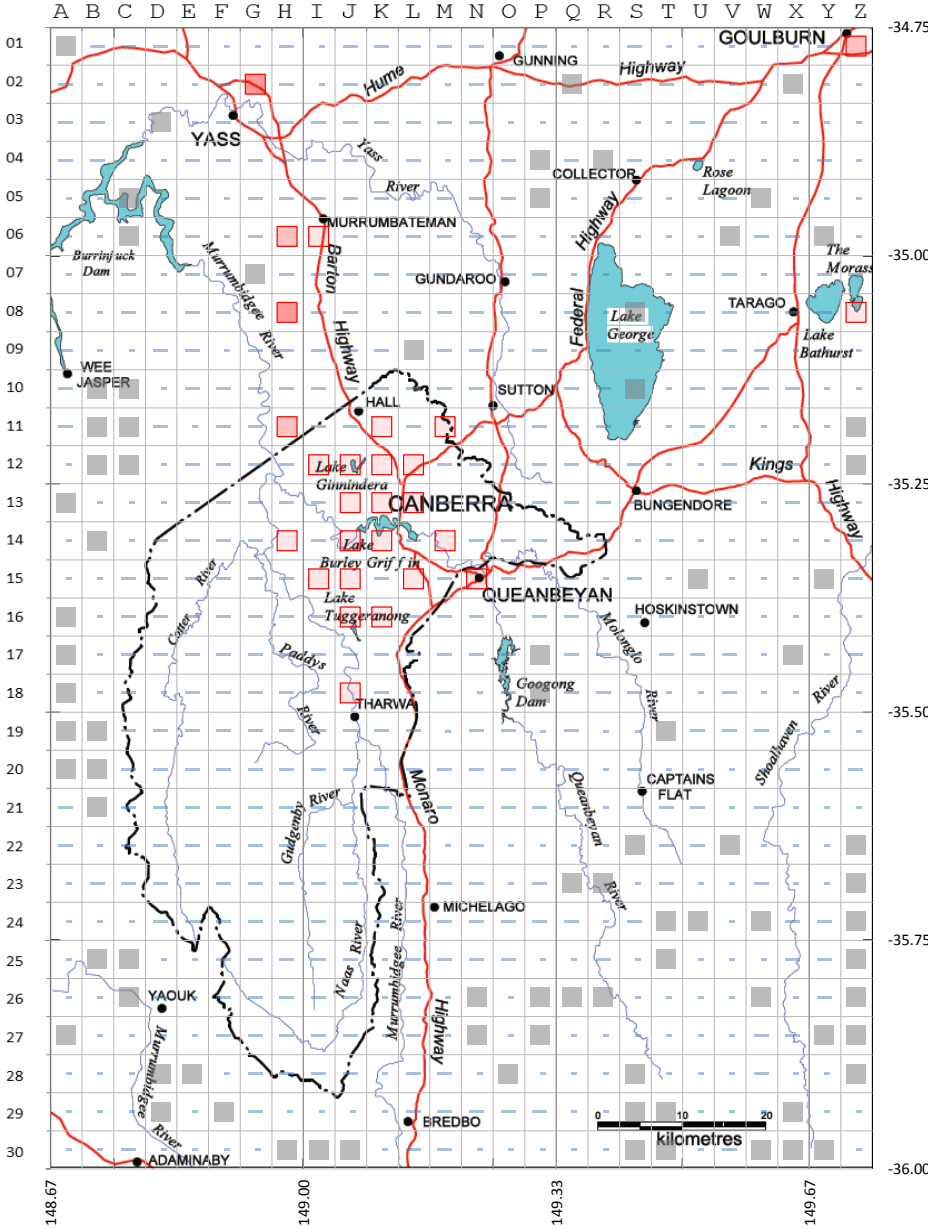 A B C D E F G H I J K L M N O P Q R S T U V W X Y Z
-34.75
01
GOULBURN
GUNNING
Hume
Highway
02
03
YASS
Yass
River
04
COLLECTOR
Rose
Lagoon
05
MURRUMBATEMAN
Highway
06
Burrinjuck
Dam
Murrumbidgee
River
Barton
Highway
-35.00
The
Morass
07
GUNDAROO
08
Federal
Lake
George
TARAGO
Lake
Bathurst
09
WEE
JASPER
10
SUTTON
HALL
11
12
Lake
Ginnindera
Kings
Highway
-35.25
13
CANBERRA
BUNGENDORE
14
Lake
Burley Griffin
15
River
Cotter
Lake
Tuggeranong
QUEANBEYAN
HOSKINSTOWN
16
Molonglo
River
17
Paddys
River
Googong
Dam
18
THARWA
River
Shoalhaven
-35.50
19
20
Monaro
CAPTAINS
FLAT
21
Gudgenby
River
Queanbeyan
River
22
23
MICHELAGO
24
-35.75
25
Naas
River
Murrumbidgee
River
26
YAOUK
Highway
27
Murrumbidgee
River
28
29
BREDBO
0 10 20
kilometres
30
ADAMINABY
-36.00
148.67 149.00 149.33 149.67